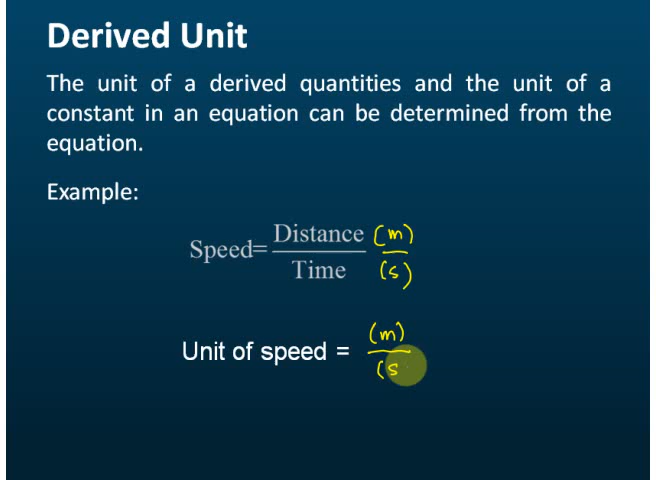 Derived Unit
The unit of a derived quantities and the unit of a
constant in an equation can be determined from the
equation.
Example:
Speed= Distance (m)
Time (s)
Unit of speed = (m)
(s